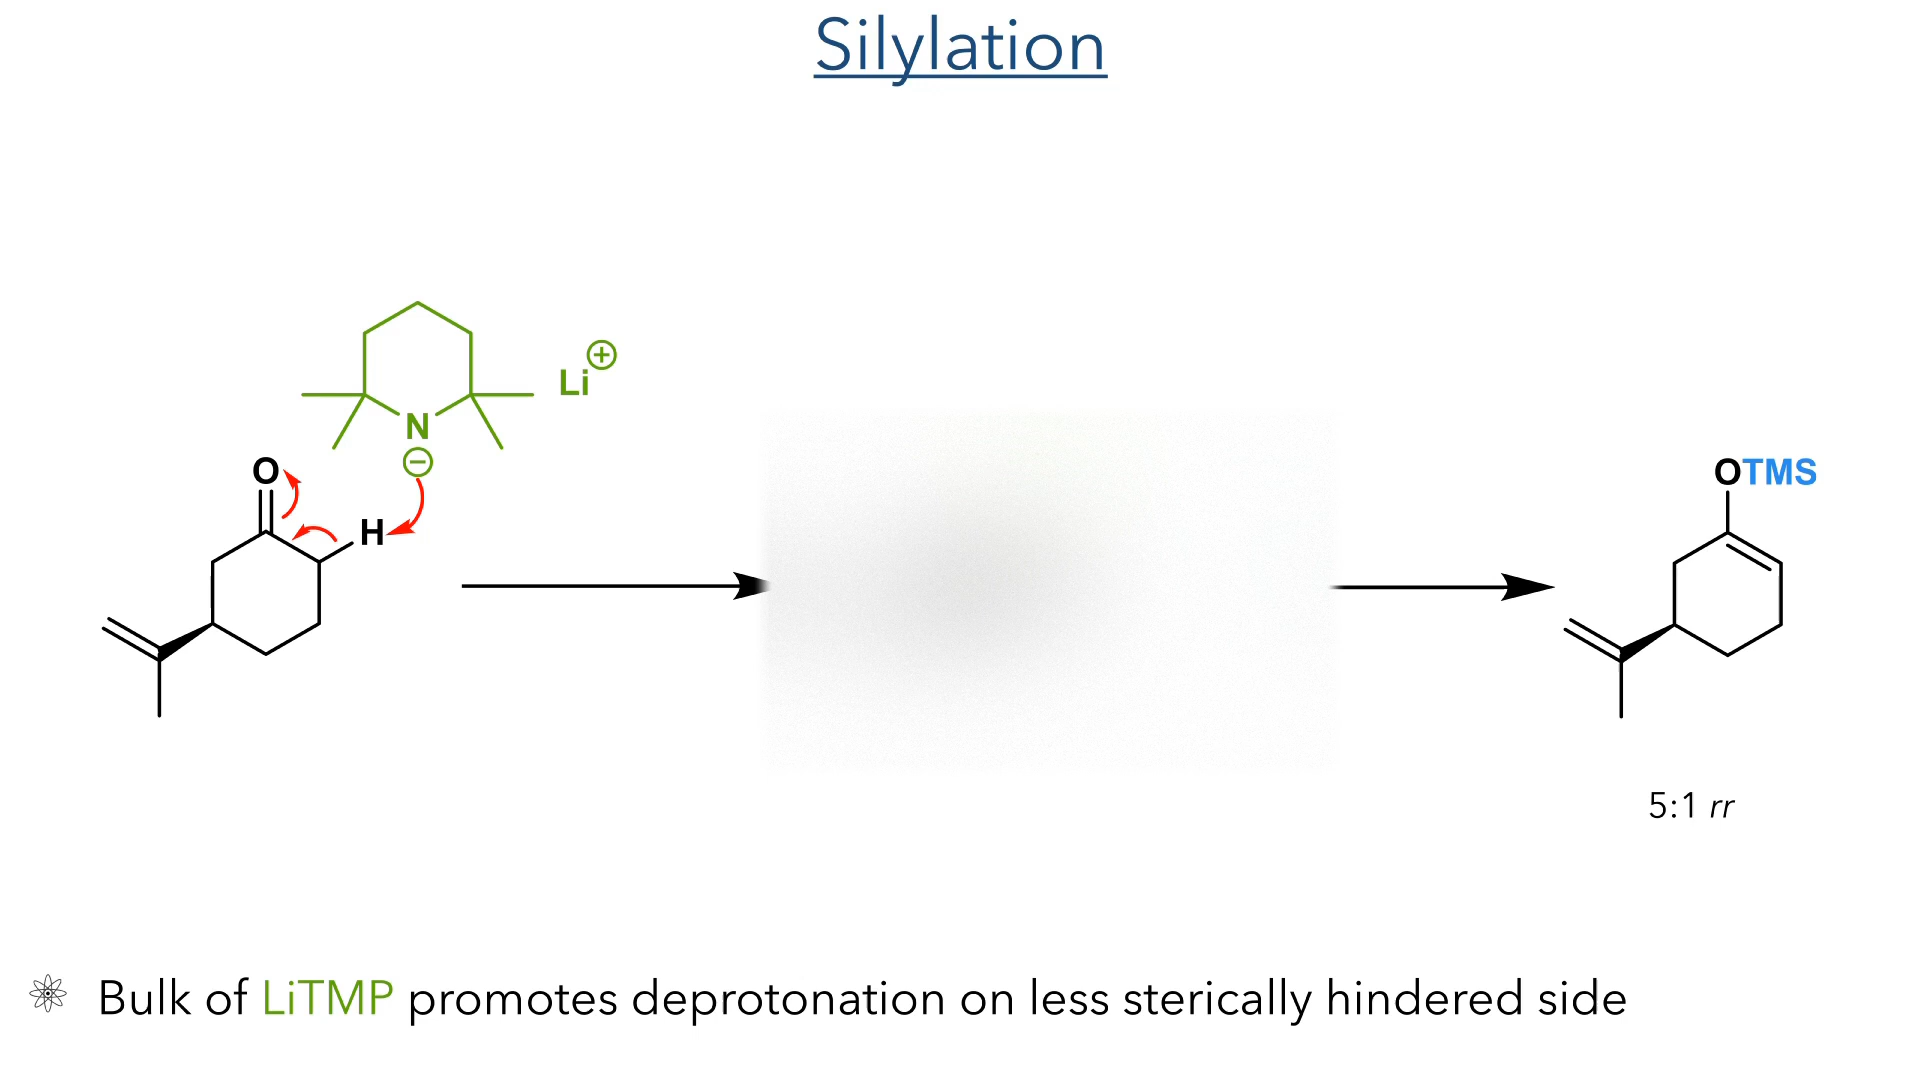 Silylation
Li⊕
N
⊖
O
H
OTMS
5:1 rr
Bulk of LiTMP promotes deprotonation on less sterically hindered side